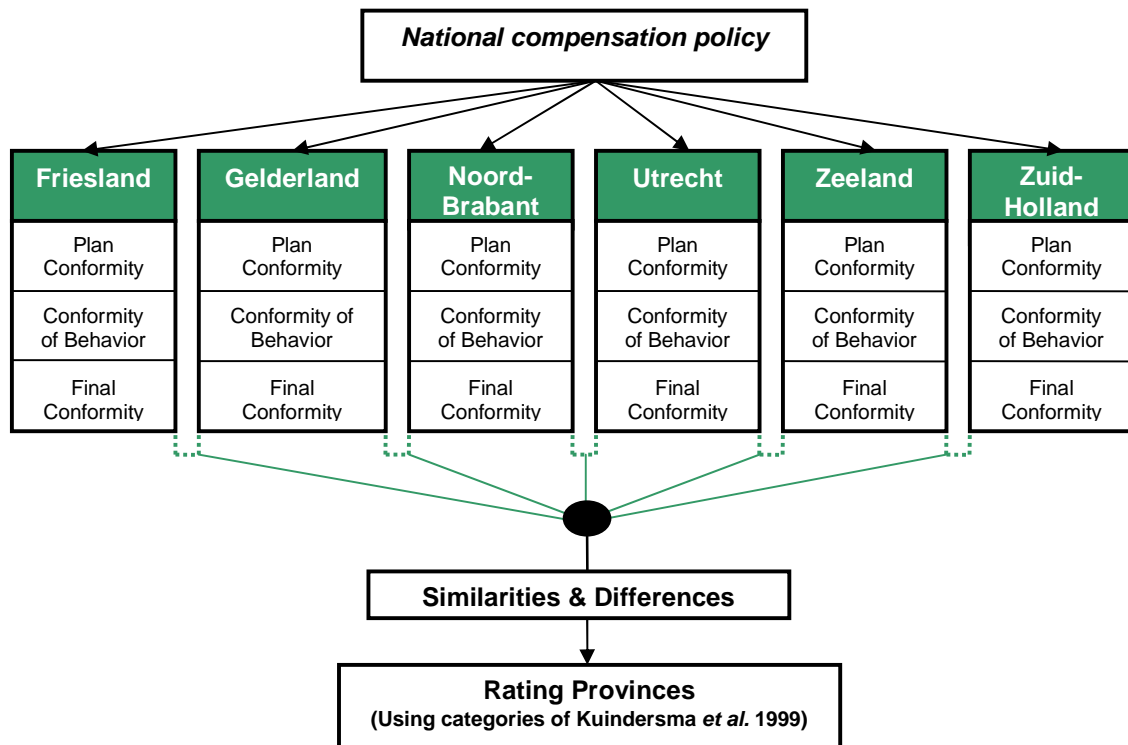 National compensation policy
Friesland
Plan
Conformity
Conformity
of Behavior
Final
Conformity
Gelderland
Plan
Conformity
Conformity of
Behavior
Final
Conformity
Noord-
Brabant
Plan
Conformity
Conformity
of Behavior
Final
Conformity
Utrecht
Plan
Conformity
Conformity
of Behavior
Final
Conformity
Zeeland
Plan
Conformity
Conformity
of Behavior
Final
Conformity
Zuid-
Holland
Plan
Conformity
Conformity
of Behavior
Final
Conformity
Similarities & Differences
Rating Provinces
(Using categories of Kuindersma et al. 1999)